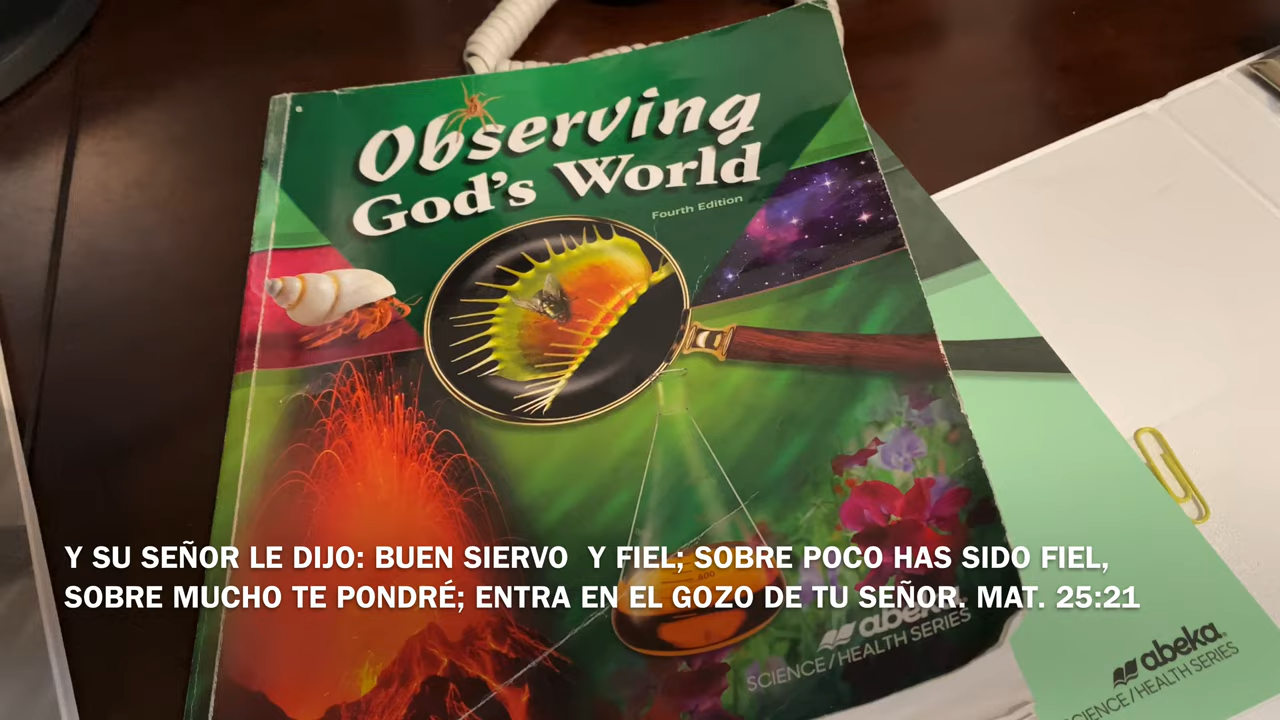 Observing
God's World
Fourth Edition
600
Y SU SEÑOR LE DIJO: BUEN SIERVO  Y FIEL; SOBRE POCO HAS SIDO FIEL,
SOBRE MUCHO TE PONDRÉ; ENTRA EN EL GOZO DE TU SEÑOR. MAT. 25:21
abeka
SCIENCE/HEALTH SERIES
abeka
SCIENCE/HEALTH SERIES